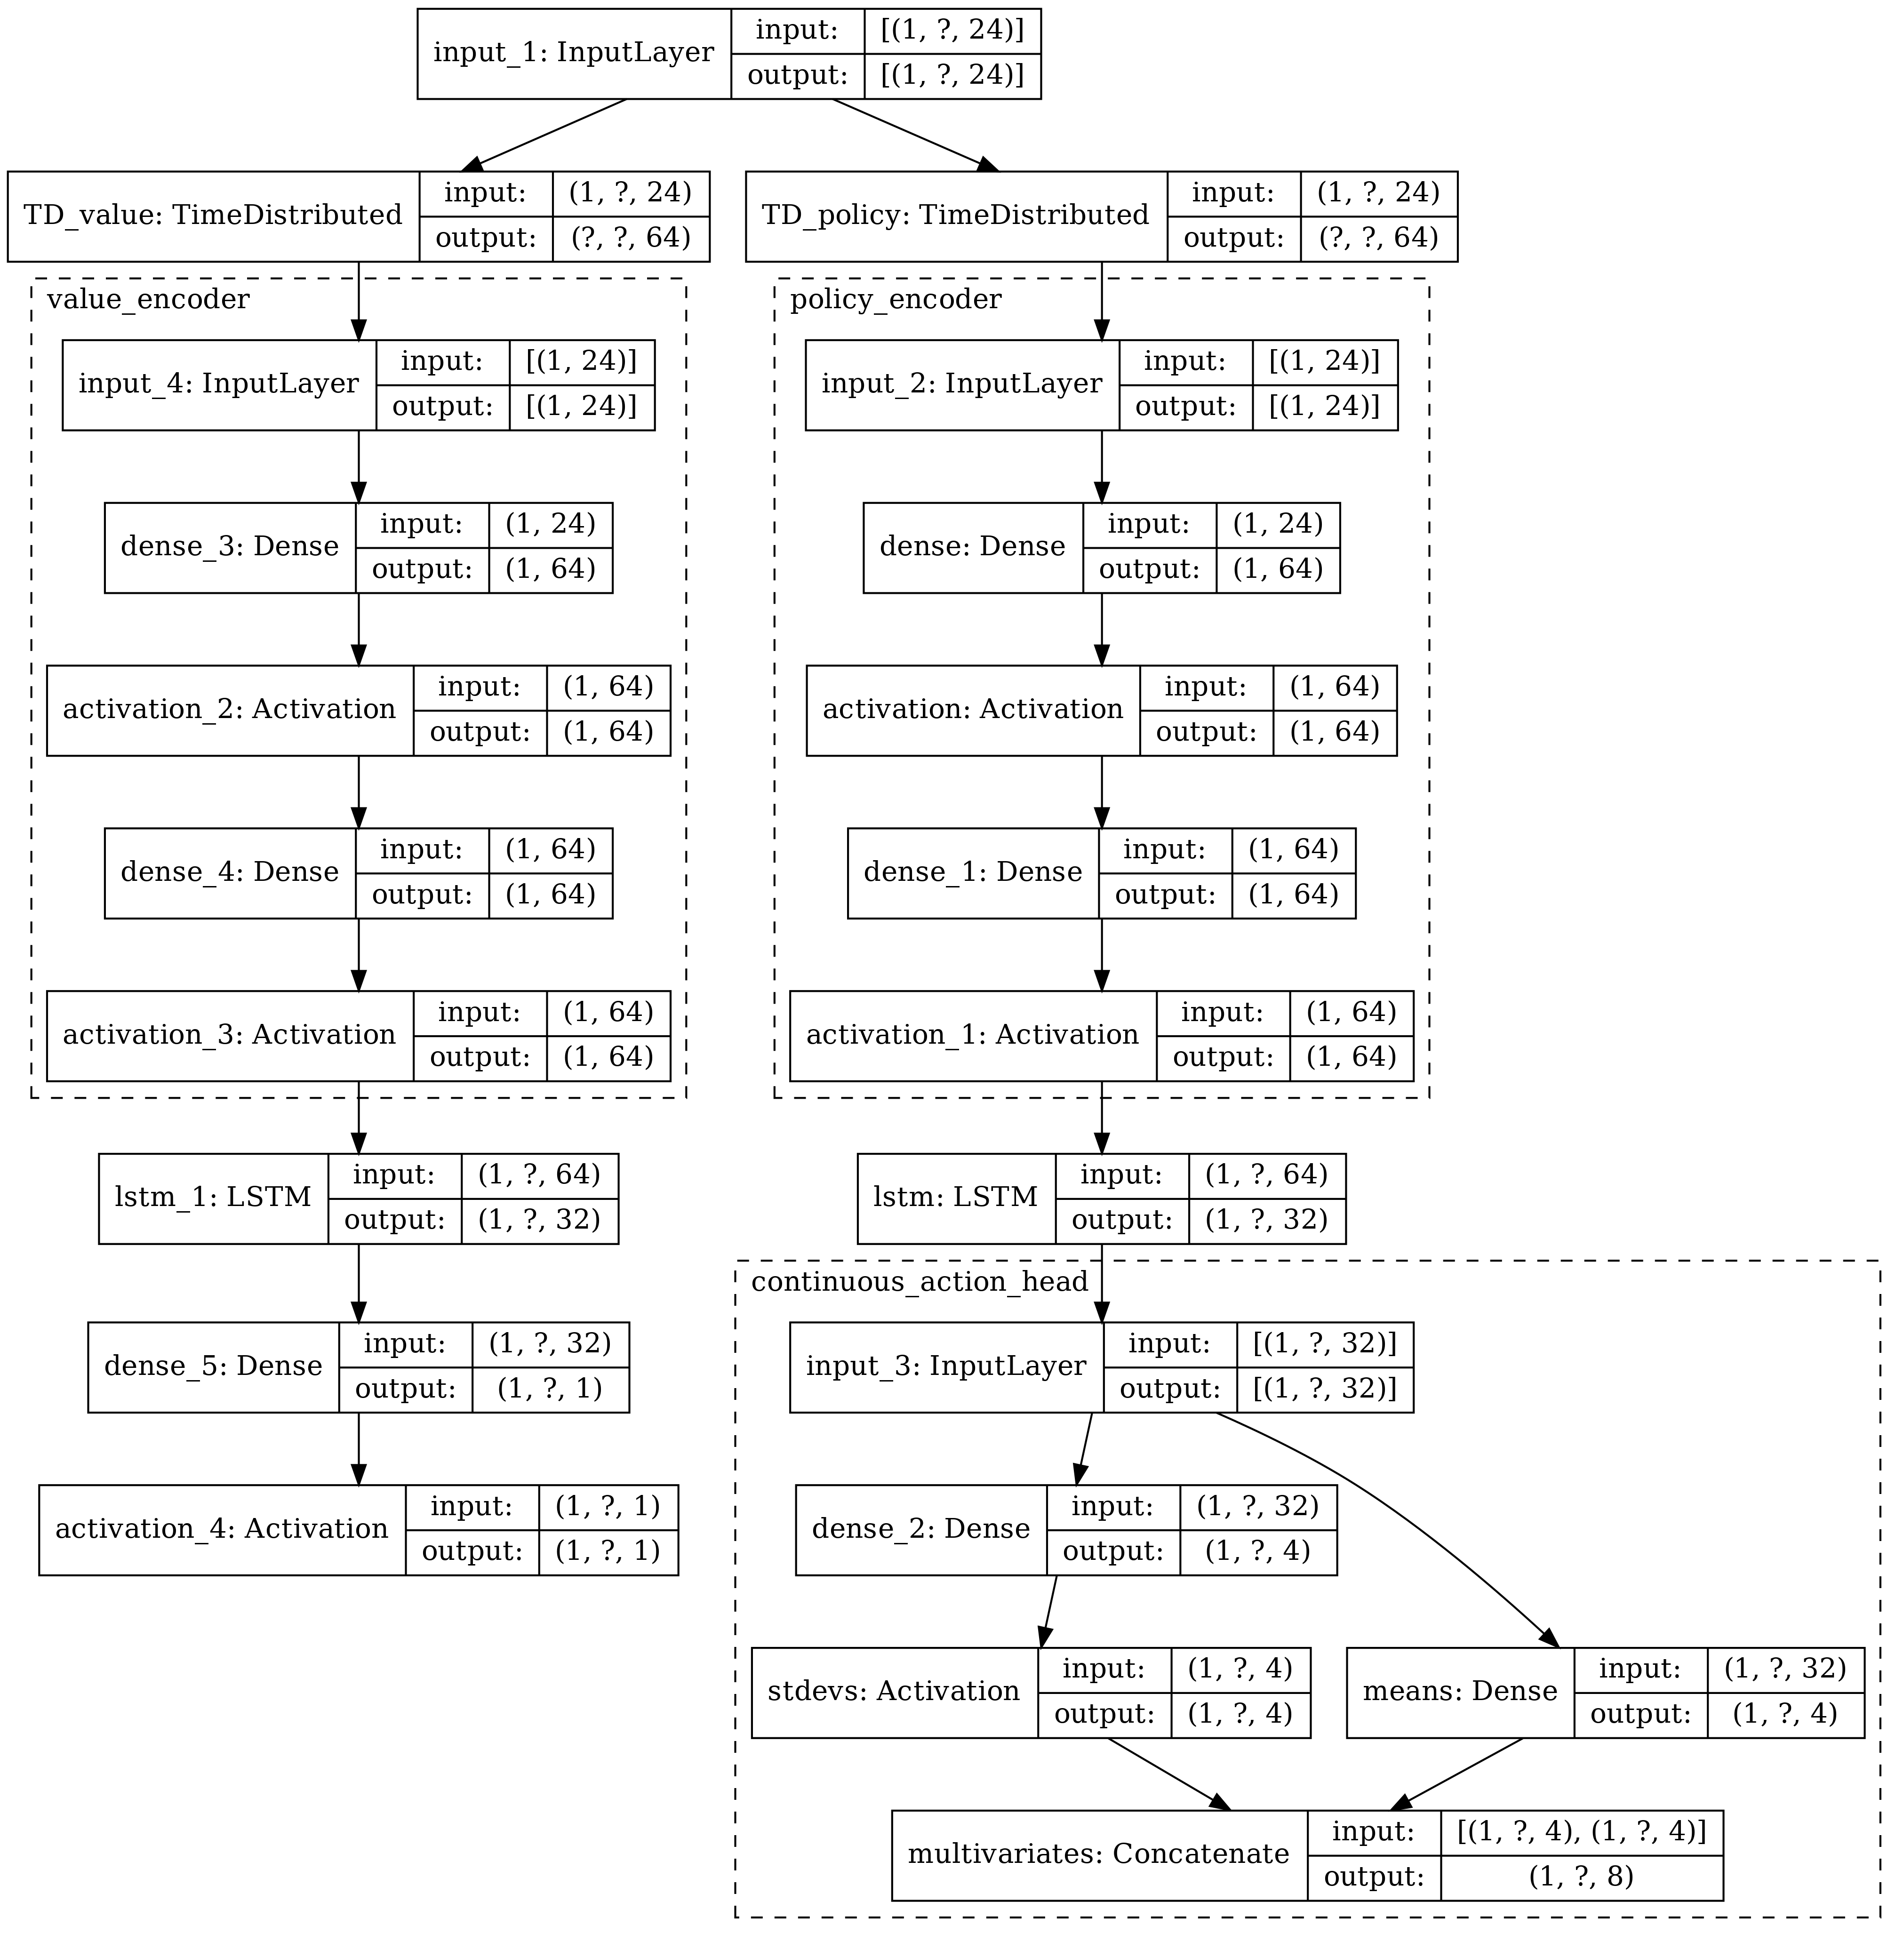 input_1: InputLayer
input: [(1, ?, 24)]
output: [(1, ?, 24)]
TD_value: TimeDistributed
input: (1, ?, 24)
output: (?, ?, 64)
TD_policy: TimeDistributed
input: (1, ?, 24)
output: (?, ?, 64)
value_encoder
input_4: InputLayer
input: [(1, 24)]
output: [(1, 24)]
dense_3: Dense
input: (1, 24)
output: (1, 64)
activation_2: Activation
input: (1, 64)
output: (1, 64)
dense_4: Dense
input: (1, 64)
output: (1, 64)
activation_3: Activation
input: (1, 64)
output: (1, 64)
lstm_1: LSTM
input: (1, ?, 64)
output: (1, ?, 32)
dense_5: Dense
input: (1, ?, 32)
output: (1, ?, 1)
activation_4: Activation
input: (1, ?, 1)
output: (1, ?, 1)
policy_encoder
input_2: InputLayer
input: [(1, 24)]
output: [(1, 24)]
dense: Dense
input: (1, 24)
output: (1, 64)
activation: Activation
input: (1, 64)
output: (1, 64)
dense_1: Dense
input: (1, 64)
output: (1, 64)
activation_1: Activation
input: (1, 64)
output: (1, 64)
lstm: LSTM
input: (1, ?, 64)
output: (1, ?, 32)
continuous_action_head
input_3: InputLayer
input: [(1, ?, 32)]
output: [(1, ?, 32)]
dense_2: Dense
input: (1, ?, 32)
output: (1, ?, 4)
stdevs: Activation
input: (1, ?, 4)
output: (1, ?, 4)
means: Dense
input: (1, ?, 32)
output: (1, ?, 4)
multivariates: Concatenate
input: [(1, ?, 4), (1, ?, 4)]
output: (1, ?, 8)